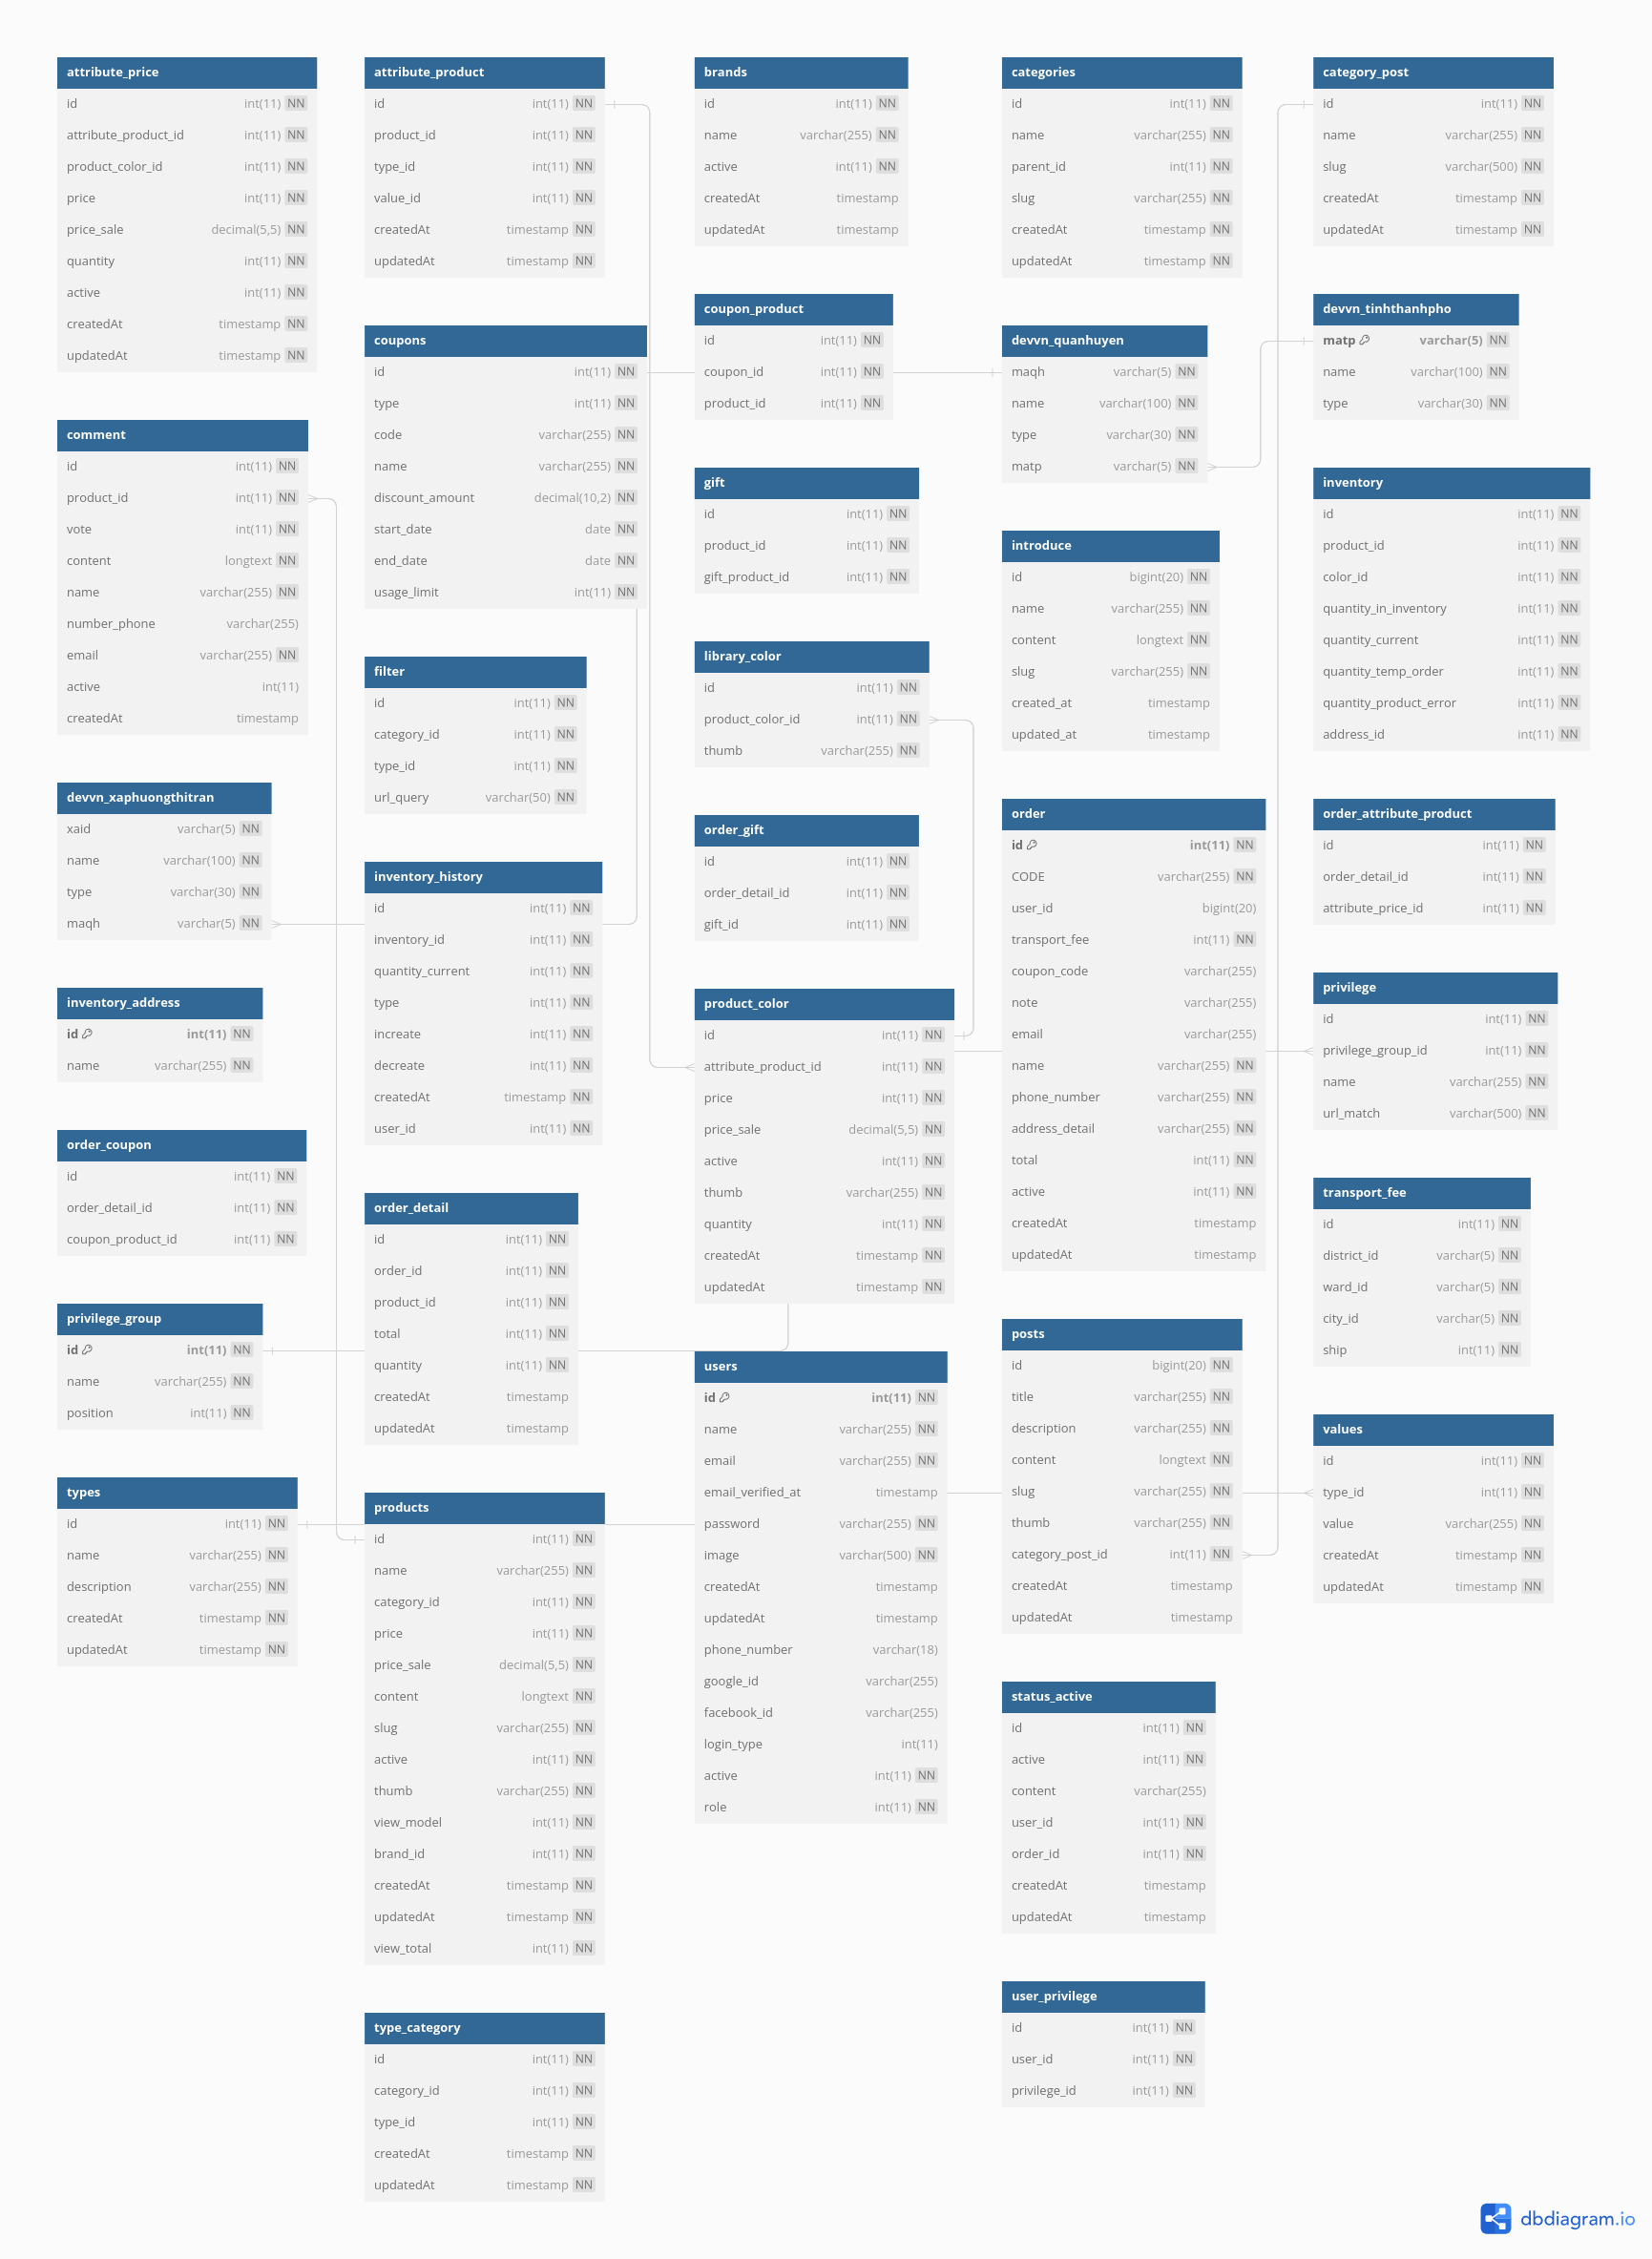 attribute_price
id int(11) NN
attribute_product_id int(11) NN
product_color_id int(11) NN
price int(11) NN
price_sale decimal(5,5) NN
quantity int(11) NN
active int(11) NN
createdAt timestamp NN
updatedAt timestamp NN
comment
id int(11) NN
product_id int(11) NN
vote int(11) NN
content longtext NN
name varchar(255) NN
number_phone varchar(255)
email varchar(255) NN
active int(11)
createdAt timestamp
devvn_xaphuongthitran
xaid varchar(5) NN
name varchar(100) NN
type varchar(30) NN
maqh varchar(5) NN
inventory_address
id int(11) NN
name varchar(255) NN
order_coupon
id int(11) NN
order_detail_id int(11) NN
coupon_product_id int(11) NN
privilege_group
id int(11) NN
name varchar(255) NN
position int(11) NN
types
id int(11) NN
name varchar(255) NN
description varchar(255) NN
createdAt timestamp NN
updatedAt timestamp NN
attribute_product
id int(11) NN
product_id int(11) NN
type_id int(11) NN
value_id int(11) NN
createdAt timestamp NN
updatedAt timestamp NN
coupons
id int(11) NN
type int(11) NN
code varchar(255) NN
name varchar(255) NN
discount_amount decimal(10,2) NN
start_date date NN
end_date date NN
usage_limit int(11) NN
filter
id int(11) NN
category_id int(11) NN
type_id int(11) NN
url_query varchar(50) NN
inventory_history
id int(11) NN
inventory_id int(11) NN
quantity_current int(11) NN
type int(11) NN
increate int(11) NN
decreate int(11) NN
createdAt timestamp NN
user_id int(11) NN
order_detail
id int(11) NN
order_id int(11) NN
product_id int(11) NN
total int(11) NN
quantity int(11) NN
createdAt timestamp
updatedAt timestamp
products
id int(11) NN
name varchar(255) NN
category_id int(11) NN
price int(11) NN
price_sale decimal(5,5) NN
content longtext NN
slug varchar(255) NN
active int(11) NN
thumb varchar(255) NN
view_model int(11) NN
brand_id int(11) NN
createdAt timestamp NN
updatedAt timestamp NN
view_total int(11) NN
type_category
id int(11) NN
category_id int(11) NN
type_id int(11) NN
createdAt timestamp NN
updatedAt timestamp NN
brands
id int(11) NN
name varchar(255) NN
active int(11) NN
createdAt timestamp
updatedAt timestamp
coupon_product
id int(11) NN
coupon_id int(11) NN
product_id int(11) NN
gift
id int(11) NN
product_id int(11) NN
gift_product_id int(11) NN
library_color
id int(11) NN
product_color_id int(11) NN
thumb varchar(255) NN
order_gift
id int(11) NN
order_detail_id int(11) NN
gift_id int(11) NN
product_color
id int(11) NN
attribute_product_id int(11) NN
price int(11) NN
price_sale decimal(5,5) NN
active int(11) NN
thumb varchar(255) NN
quantity int(11) NN
createdAt timestamp NN
updatedAt timestamp NN
users
id int(11) NN
name varchar(255) NN
email varchar(255) NN
email_verified_at timestamp
password varchar(255) NN
image varchar(500) NN
createdAt timestamp
updatedAt timestamp
phone_number varchar(18)
google_id varchar(255)
facebook_id varchar(255)
login_type int(11)
active int(11) NN
role int(11) NN
categories
id int(11) NN
name varchar(255) NN
parent_id int(11) NN
slug varchar(255) NN
createdAt timestamp NN
updatedAt timestamp NN
devvn_quanhuyen
maqh varchar(5) NN
name varchar(100) NN
type varchar(30) NN
matp varchar(5) NN
introduce
id bigint(20) NN
name varchar(255) NN
content longtext NN
slug varchar(255) NN
created_at timestamp
updated_at timestamp
order
id int(11) NN
CODE varchar(255) NN
user_id bigint(20)
transport_fee int(11) NN
coupon_code varchar(255)
note varchar(255)
email varchar(255)
name varchar(255) NN
phone_number varchar(255) NN
address_detail varchar(255) NN
total int(11) NN
active int(11) NN
createdAt timestamp
updatedAt timestamp
posts
id bigint(20) NN
title varchar(255) NN
description varchar(255) NN
content longtext NN
slug varchar(255) NN
thumb varchar(255) NN
category_post_id int(11) NN
createdAt timestamp
updatedAt timestamp
status_active
id int(11) NN
active int(11) NN
content varchar(255)
user_id int(11) NN
order_id int(11) NN
createdAt timestamp
updatedAt timestamp
user_privilege
id int(11) NN
user_id int(11) NN
privilege_id int(11) NN
category_post
id int(11) NN
name varchar(255) NN
slug varchar(500) NN
createdAt timestamp NN
updatedAt timestamp NN
devvn_tinhthanhpho
matp varchar(5) NN
name varchar(100) NN
type varchar(30) NN
inventory
id int(11) NN
product_id int(11) NN
color_id int(11) NN
quantity_in_inventory int(11) NN
quantity_current int(11) NN
quantity_temp_order int(11) NN
quantity_product_error int(11) NN
address_id int(11) NN
order_attribute_product
id int(11) NN
order_detail_id int(11) NN
attribute_price_id int(11) NN
privilege
id int(11) NN
privilege_group_id int(11) NN
name varchar(255) NN
url_match varchar(500) NN
transport_fee
id int(11) NN
district_id varchar(5) NN
ward_id varchar(5) NN
city_id varchar(5) NN
ship int(11) NN
values
id int(11) NN
type_id int(11) NN
value varchar(255) NN
createdAt timestamp NN
updatedAt timestamp NN
dbdiagram.io